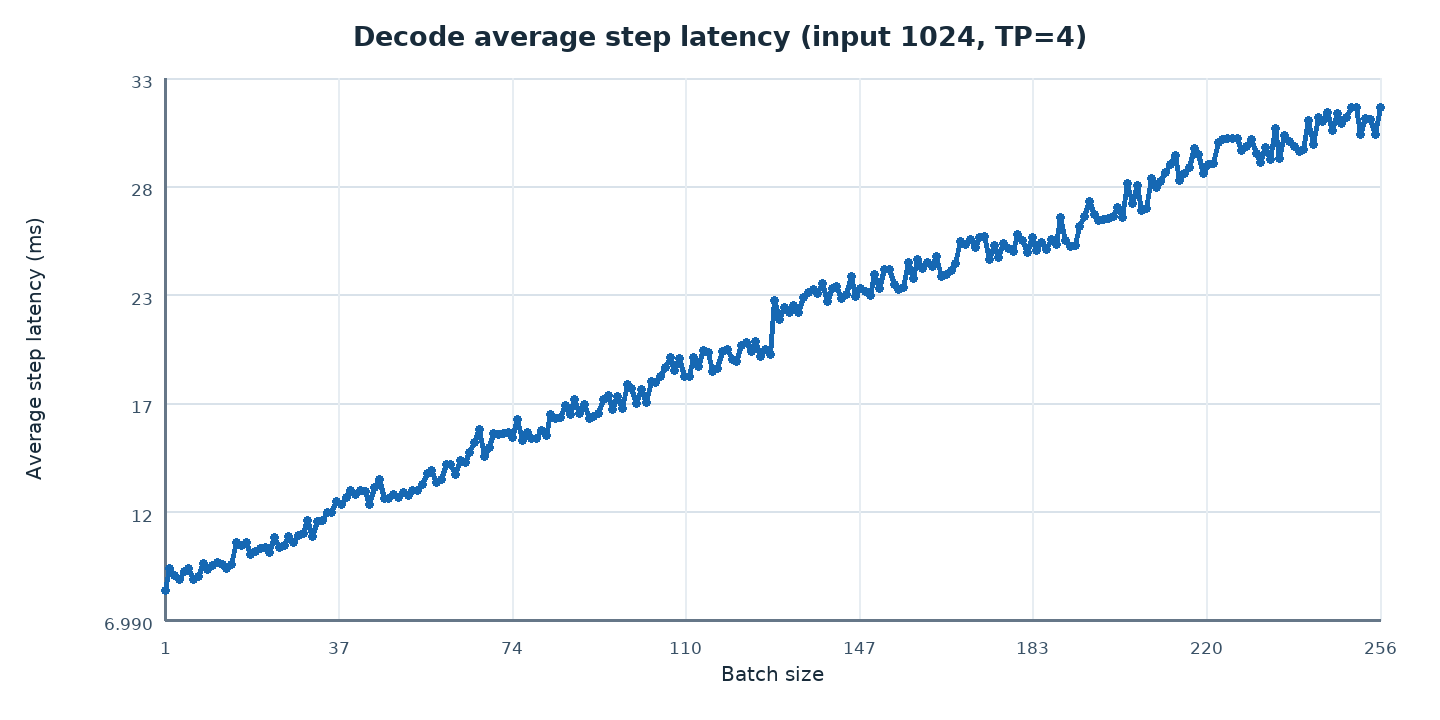 Decode average step latency (input 1024, TP=4)
33
28
23
17
12
6.990
Average step latency (ms)
1 37 74 110 147 183 220 256
Batch size